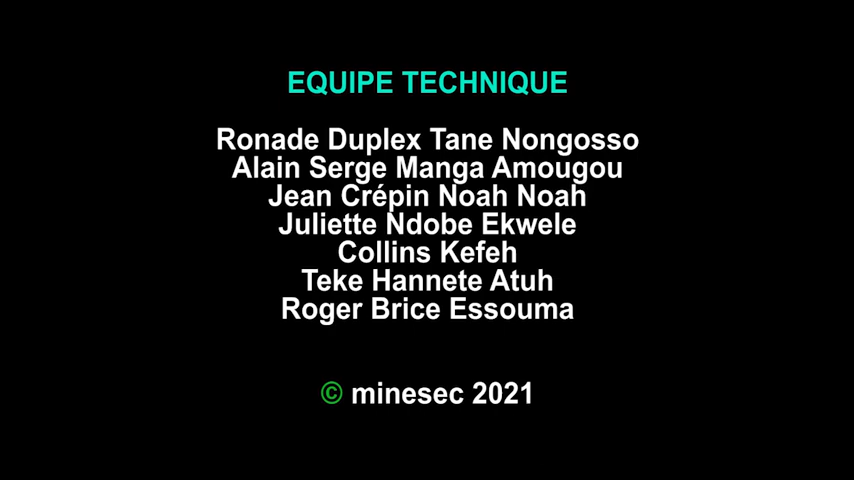 EQUIPE TECHNIQUE
Ronade Duplex Tane Nongosso
Alain Serge Manga Amougou
Jean Crépin Noah Noah
Juliette Ndobe Ekwele
Collins Kefeh
Teke Hannete Atuh
Roger Brice Essouma
© minesec 2021